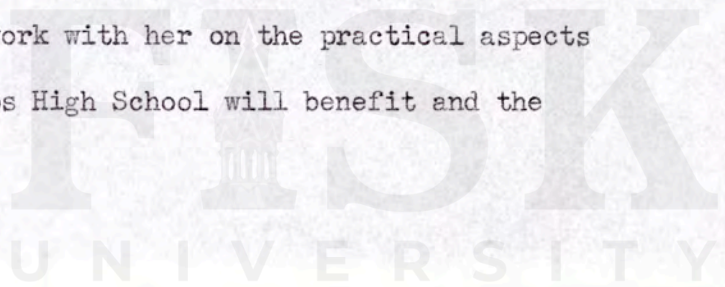 ork with her on the practical aspects
s High School will benefit and the
FISK
UNIVERSITY